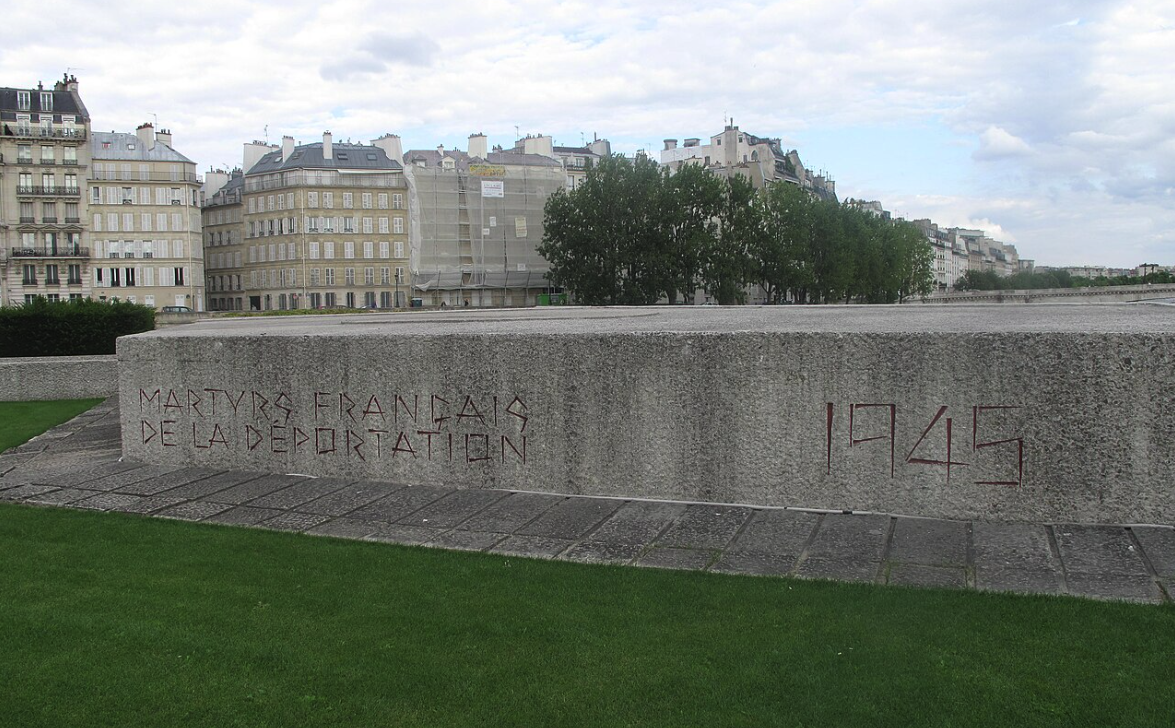 MARTYRS FRANÇAIS
DE LA DÉPORTATION
1945